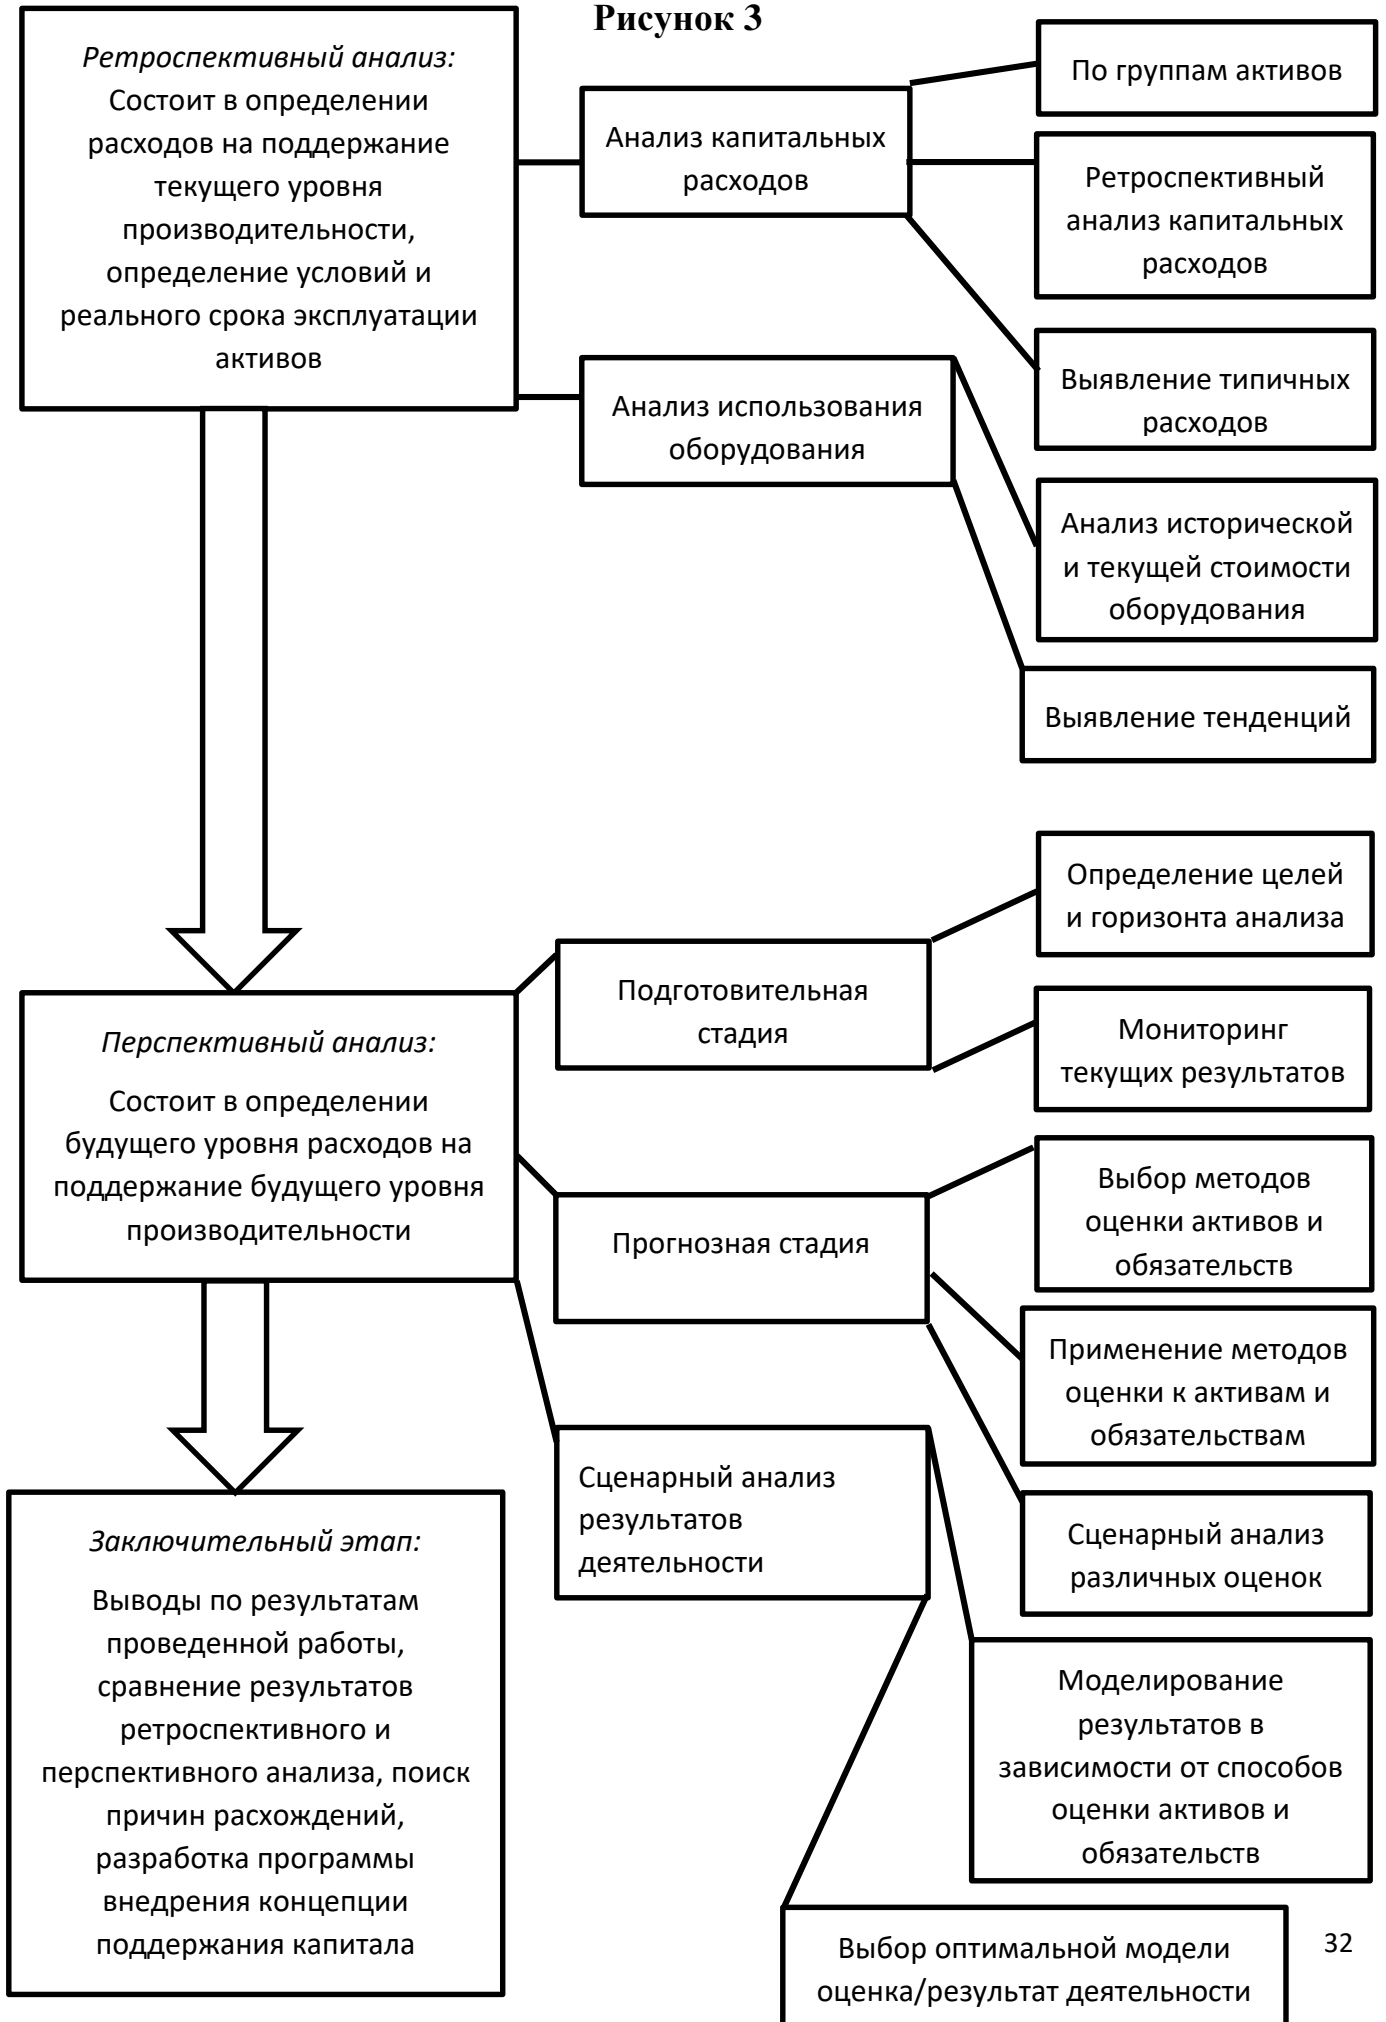 Рисунок 3
Ретроспективный анализ:
Состоит в определении
расходов на поддержание
текущего уровня
производительности,
определение условий и
реального срока эксплуатации
активов
Анализ капитальных
расходов
По группам активов
Ретроспективный
анализ капитальных
расходов
Выявление типичных
расходов
Анализ использования
оборудования
Анализ исторической
и текущей стоимости
оборудования
Выявление тенденций
Перспективный анализ:
Состоит в определении
будущего уровня расходов на
поддержание будущего уровня
производительности
Подготовительная
стадия
Определение целей
и горизонта анализа
Мониторинг
текущих результатов
Прогнозная стадия
Выбор методов
оценки активов и
обязательств
Применение методов
оценки к активам и
обязательствам
Сценарный анализ
различных оценок
Сценарный анализ
результатов
деятельности
Моделирование
результатов в
зависимости от способов
оценки активов и
обязательств
Выбор оптимальной модели
оценка/результат деятельности
Заключительный этап:
Выводы по результатам
проведенной работы,
сравнение результатов
ретроспективного и
перспективного анализа, поиск
причин расхождений,
разработка программы
внедрения концепции
поддержания капитала
32